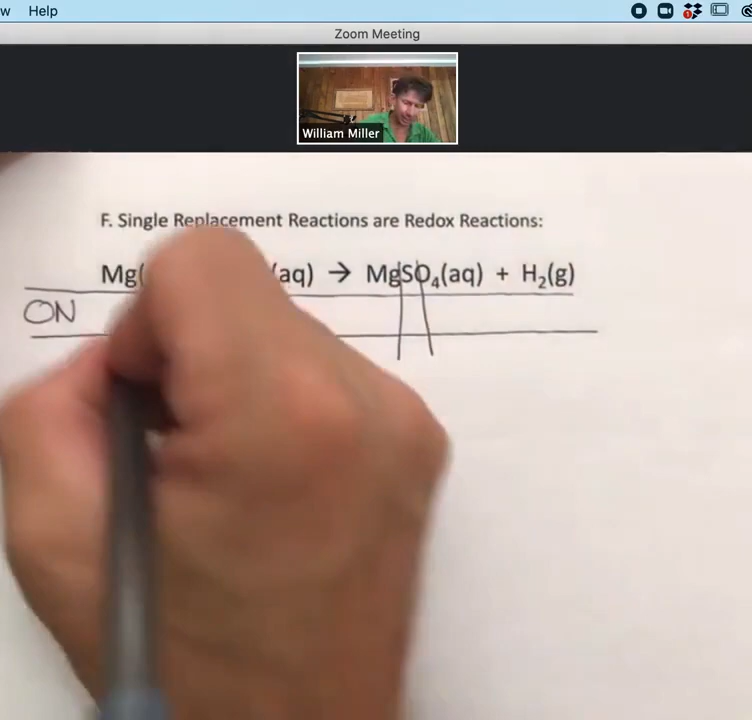 w Help
Zoom Meeting
William Miller
F. Single Replacement Reactions are Redox Reactions:
Mg( (aq) → MgSO₄(aq) + H₂(g)
ON